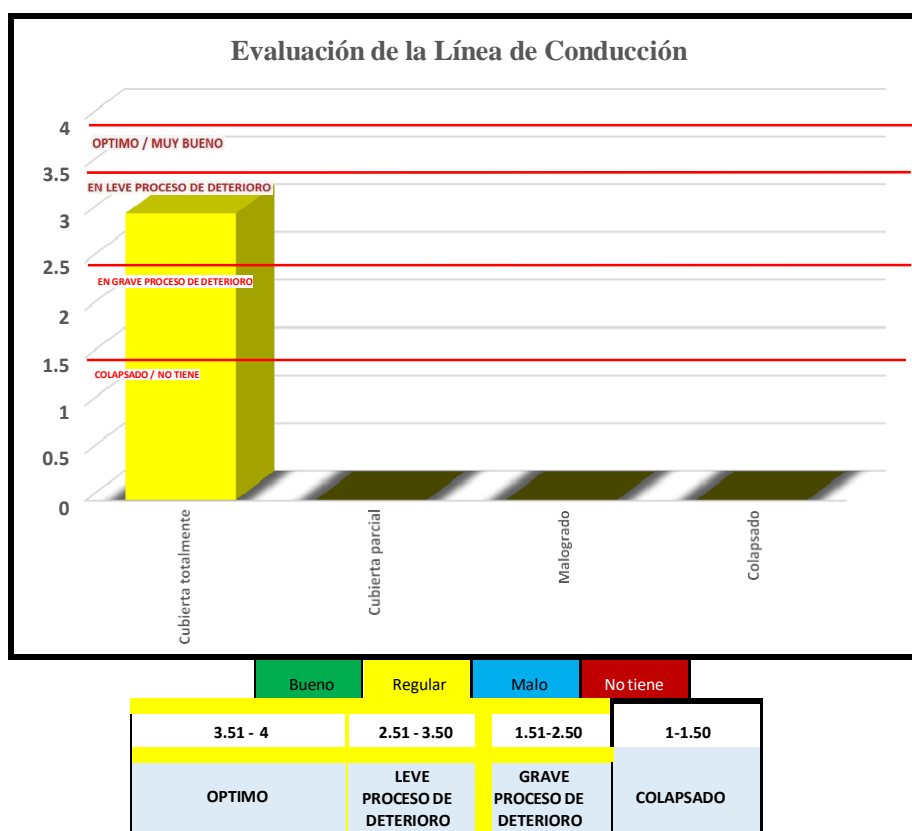 Evaluación de la Línea de Conducción
4
OPTIMO / MUY BUENO
3.5
EN LEVE PROCESO DE DETERIORO
3
2.5
EN GRAVE PROCESO DE DETERIORO
2
1.5
COLAPSADO / NO TIENE
1
0.5
0
Cubierta totalmente
Cubierta parcial
Malogrado
Colapsado
Bueno Regular Malo No tiene
3.51 - 4 2.51 - 3.50 1.51-2.50 1-1.50
OPTIMO
LEVE
PROCESO DE
DETERIORO
GRAVE
PROCESO DE
DETERIORO
COLAPSADO